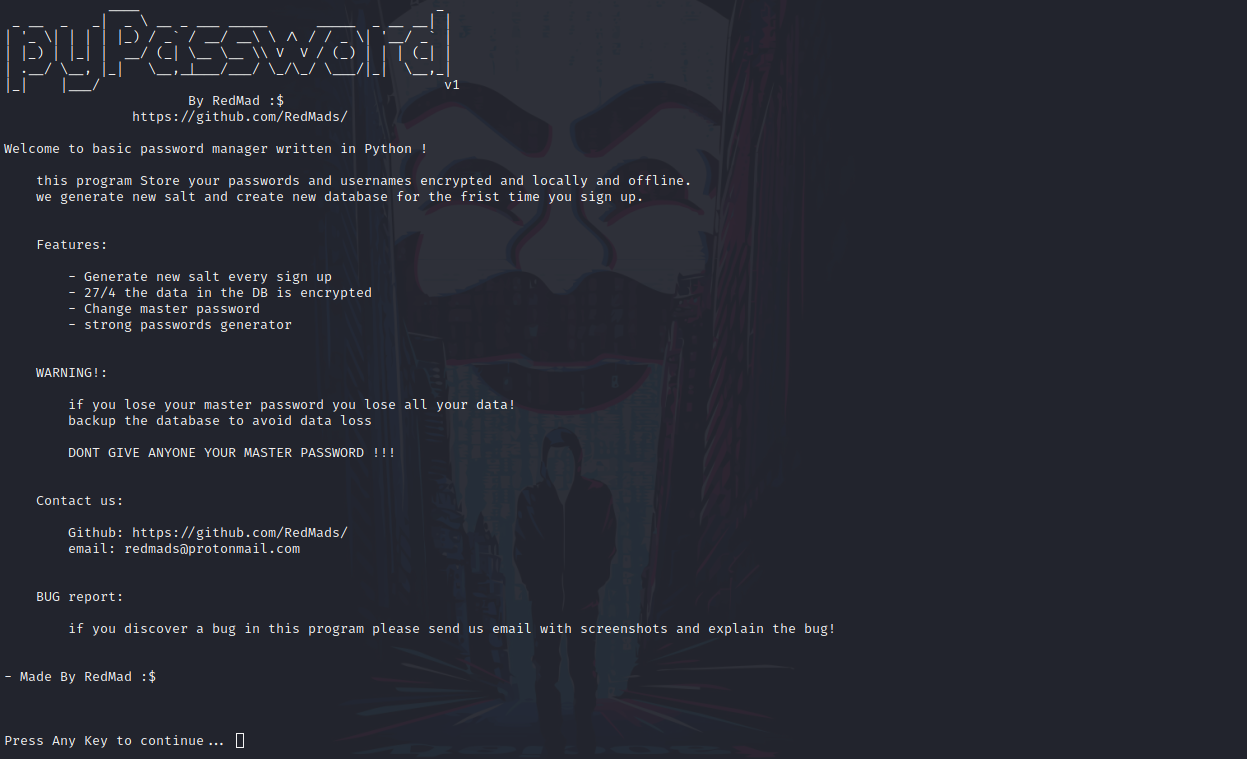 pyPassword
v1
By RedMad :$
https://github.com/RedMads/
Welcome to basic password manager written in Python !
this program Store your passwords and usernames encrypted and locally and offline.
we generate new salt and create new database for the frist time you sign up.
Features:
- Generate new salt every sign up
- 27/4 the data in the DB is encrypted
- Change master password
- strong passwords generator
WARNING!:
if you lose your master password you lose all your data!
backup the database to avoid data loss
DONT GIVE ANYONE YOUR MASTER PASSWORD !!!
Contact us:
Github: https://github.com/RedMads/
email: redmads@protonmail.com
BUG report:
if you discover a bug in this program please send us email with screenshots and explain the bug!
- Made By RedMad :$
Press Any Key to continue...